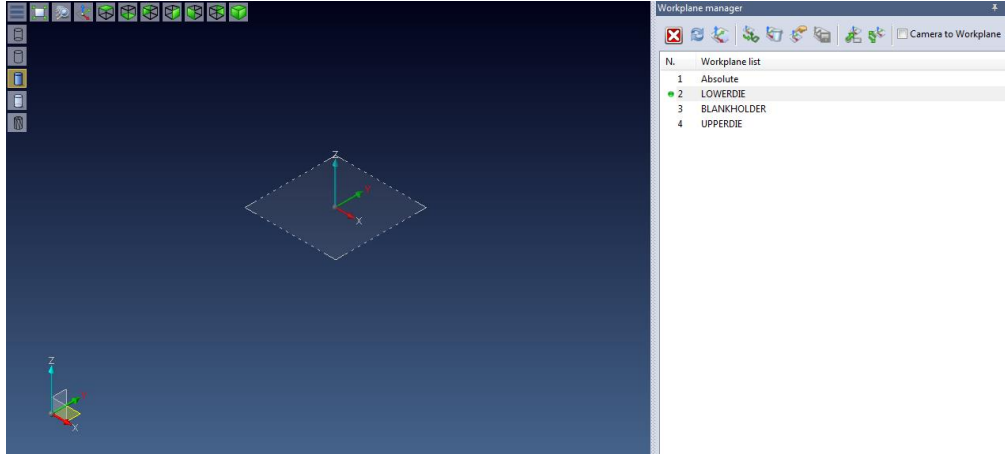 Workplane manager
Camera to Workplane
N. Workplane list
1 Absolute
2 LOWERDIE
3 BLANKHOLDER
4 UPPERDIE
Z
Y
X
Z
Y
X